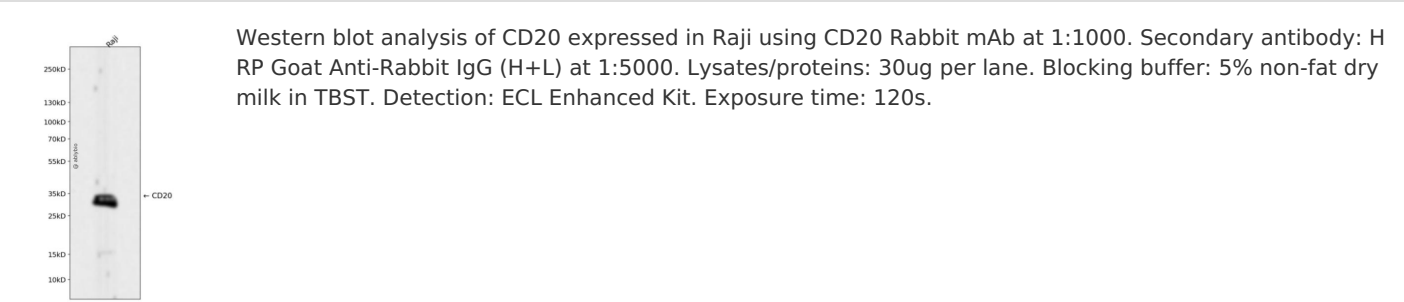 Raji
250kD
130kD
100kD
70kD
55kD
35kD
25kD
15kD
10kD
@ ablybio
← CD20
Western blot analysis of CD20 expressed in Raji using CD20 Rabbit mAb at 1:1000. Secondary antibody: H
RP Goat Anti-Rabbit IgG (H+L) at 1:5000. Lysates/proteins: 30ug per lane. Blocking buffer: 5% non-fat dry
milk in TBST. Detection: ECL Enhanced Kit. Exposure time: 120s.